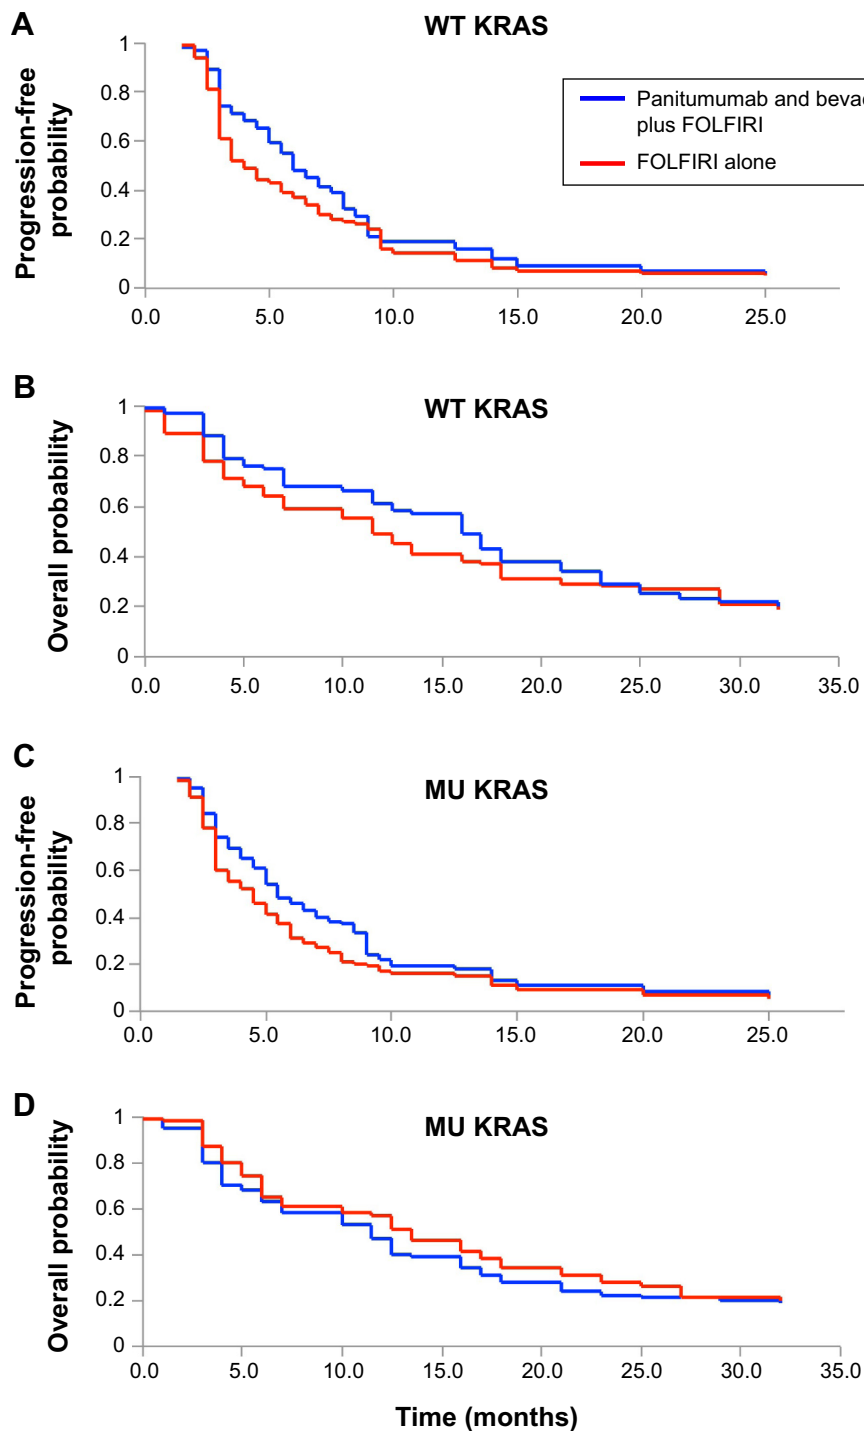 A
WT KRAS
Progression-free
probability
1
0.8
0.6
0.4
0.2
0
0.0 5.0 10.0 15.0 20.0 25.0
Panitumumab and
plus FOLFIRI
FOLFIRI alone
B
WT KRAS
Overall probability
1
0.8
0.6
0.4
0.2
0
0.0 5.0 10.0 15.0 20.0 25.0 30.0 35.0
C
MU KRAS
Progression-free
probability
1
0.8
0.6
0.4
0.2
0
0.0 5.0 10.0 15.0 20.0 25.0
D
MU KRAS
Overall probability
1
0.8
0.6
0.4
0.2
0
0.0 5.0 10.0 15.0 20.0 25.0 30.0 35.0
Time (months)